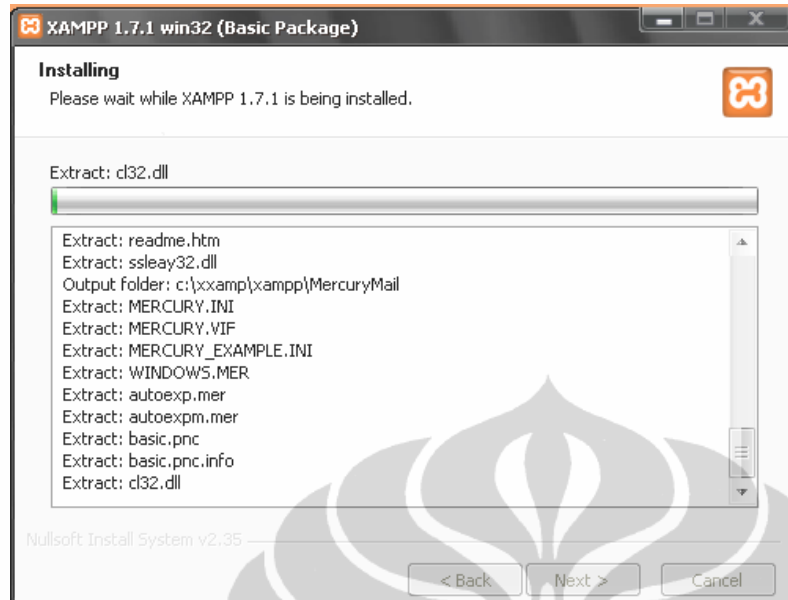 XAMPP 1.7.1 win32 (Basic Package)
Installing
Please wait while XAMPP 1.7.1 is being installed.
Extract: cl32.dll
Extract: readme.htm
Extract: ssleay32.dll
Output folder: c:\xxamp\xampp\MercuryMail
Extract: MERCURY.INI
Extract: MERCURY.VIF
Extract: MERCURY_EXAMPLE.INI
Extract: WINDOWS.MER
Extract: autoexp.mer
Extract: autoexpm.mer
Extract: basic.pnc
Extract: basic.pnc.info
Extract: cl32.dll
Nullsoft Install System v2.35
< Back Next > Cancel